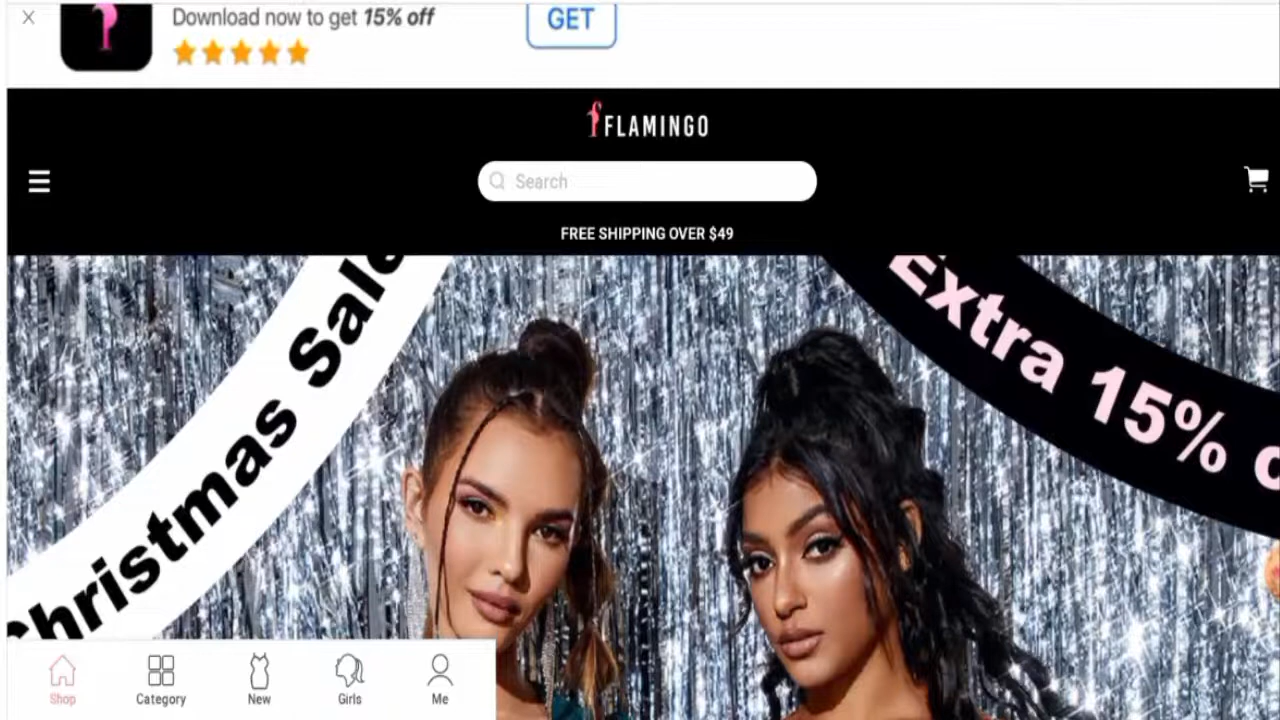 Download now to get 15% off
GET
FLAMINGO
Search
FREE SHIPPING OVER $49
Christmas Sale
Extra 15%
Shop
Category
New
Girls
Me